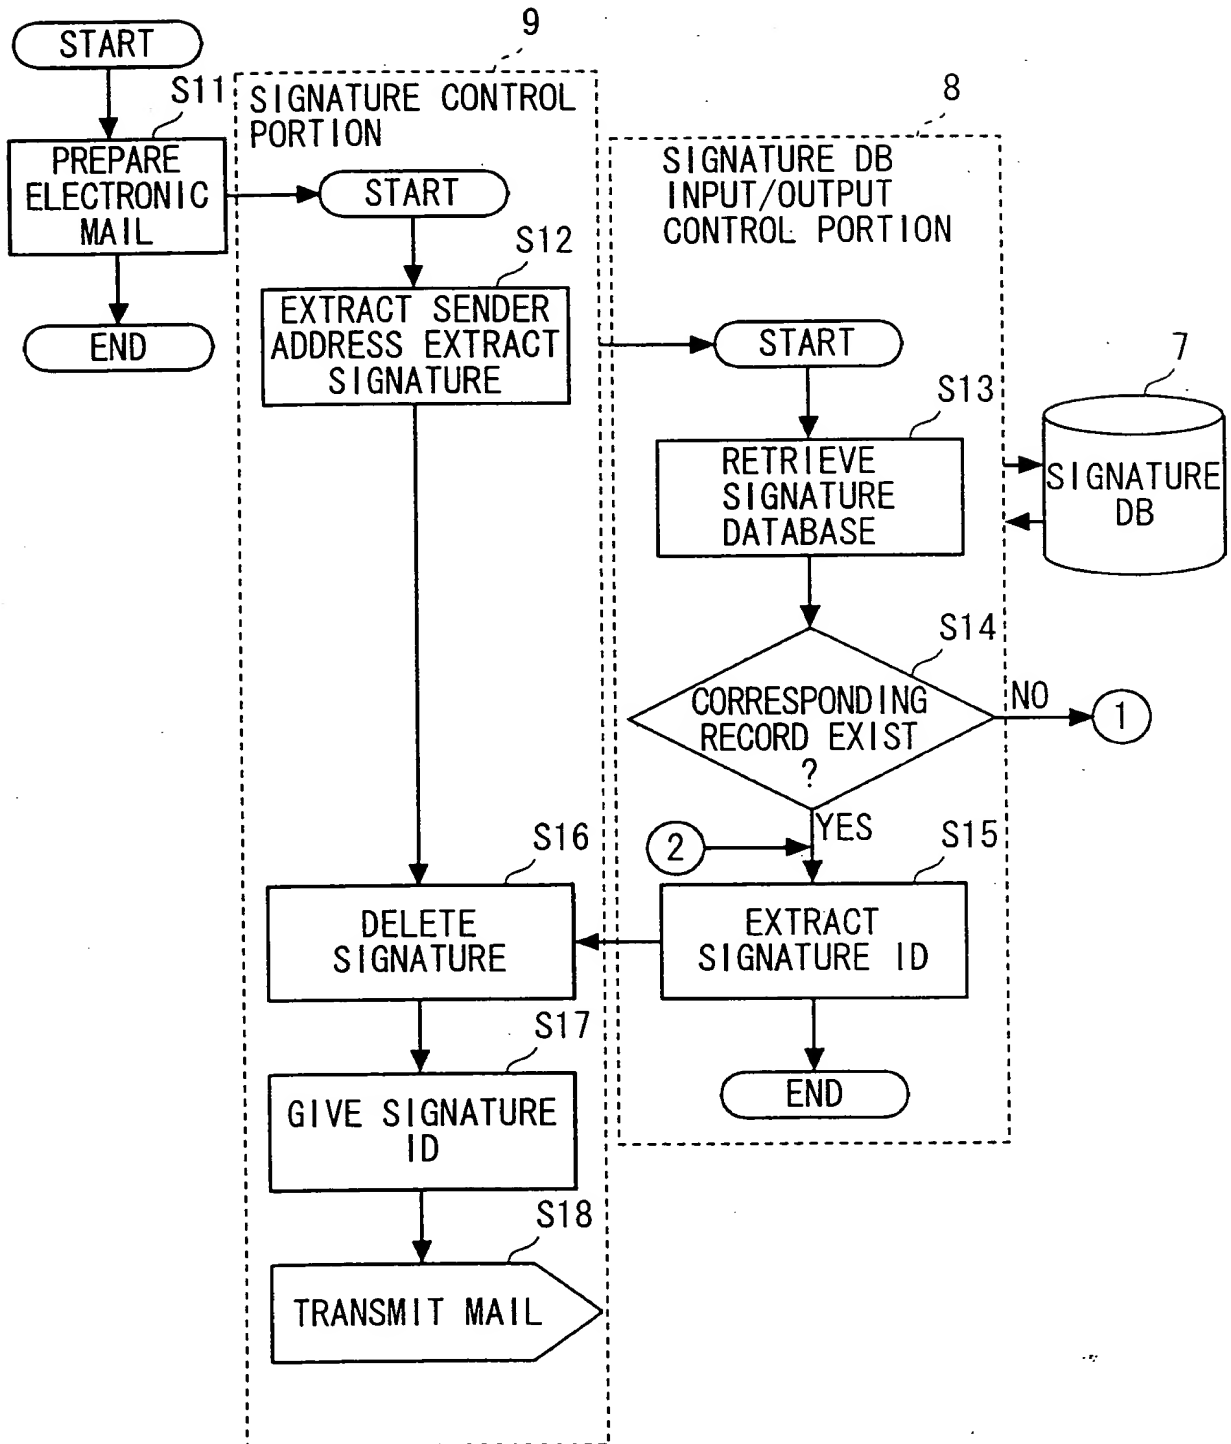 START
S11
PREPARE
ELECTRONIC
MAIL
END
9
SIGNATURE CONTROL
PORTION
START
S12
EXTRACT SENDER
ADDRESS EXTRACT
SIGNATURE
8
SIGNATURE DB
INPUT/OUTPUT
CONTROL PORTION
START
S13
RETRIEVE
SIGNATURE
DATABASE
7
SIGNATURE
DB
S14
CORRESPONDING
RECORD EXIST
?
NO
1
YES
2
S15
EXTRACT
SIGNATURE ID
END
S16
DELETE
SIGNATURE
S17
GIVE SIGNATURE
ID
S18
TRANSMIT MAIL